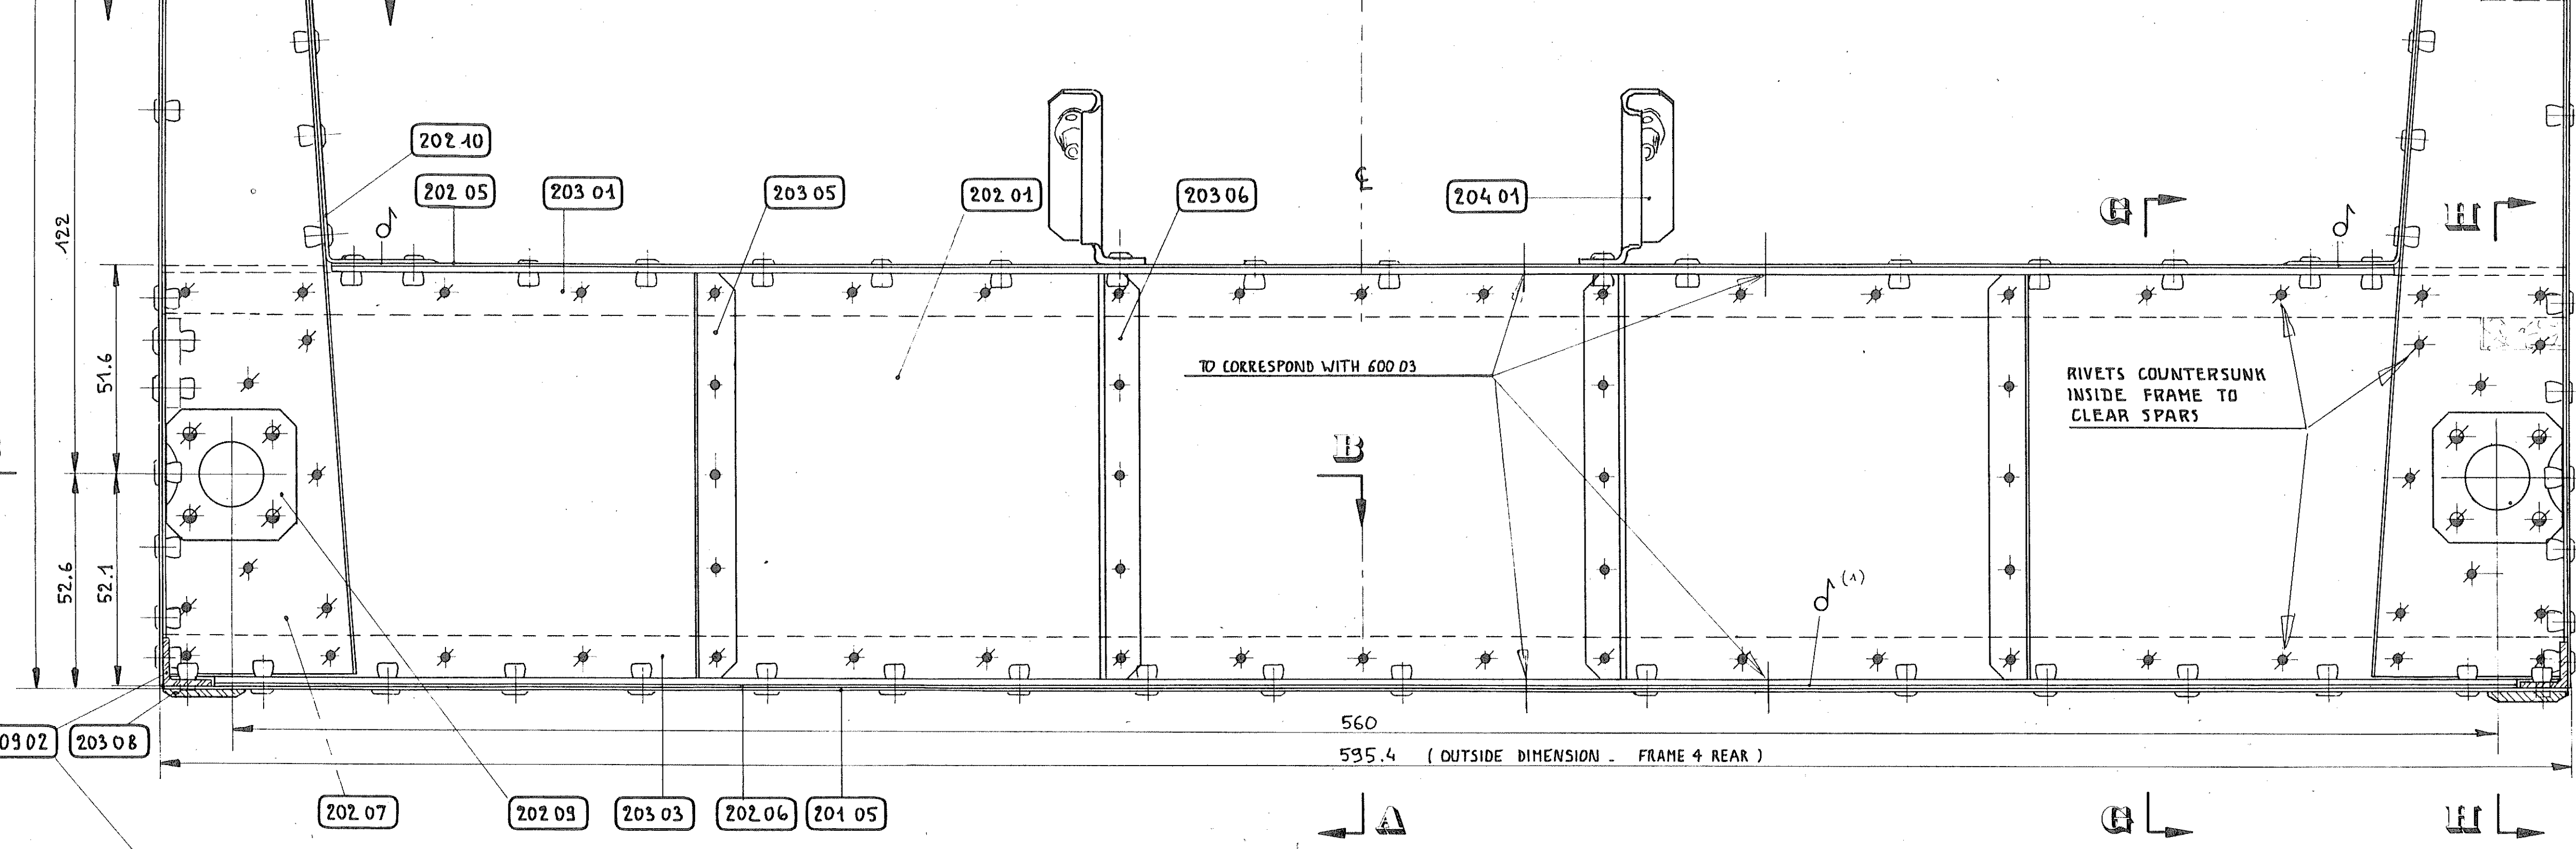 202 10
202 05
203 01
203 05
202 01
203 06
204 01
℄
G
H
122
51.6
TO CORRESPOND WITH 600 03
RIVETS COUNTERSUNK
INSIDE FRAME TO
CLEAR SPARS
B
52.6
52.1
(1)
560
09 02
203 08
595.4 ( OUTSIDE DIMENSION - FRAME 4 REAR )
202 07
202 09
203 03
202 06
201 05
A
G
H